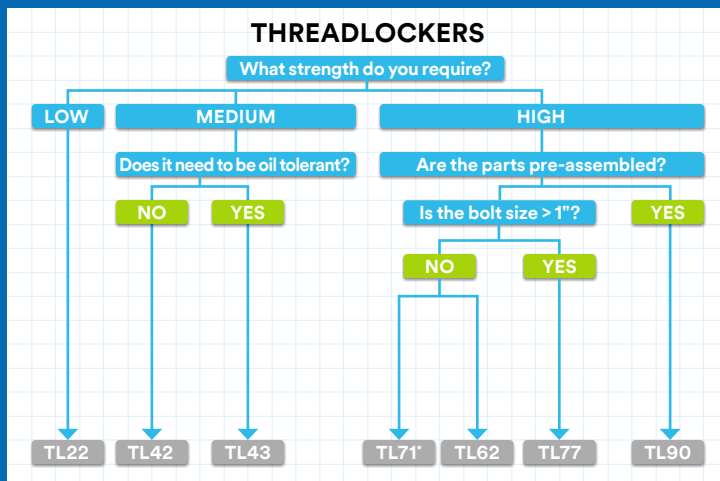 THREADLOCKERS
What strength do you require?
LOW
MEDIUM
HIGH
Does it need to be oil tolerant?
Are the parts pre-assembled?
NO
YES
Is the bolt size > 1"?
YES
NO
YES
TL22
TL42
TL43
TL71*
TL62
TL77
TL90